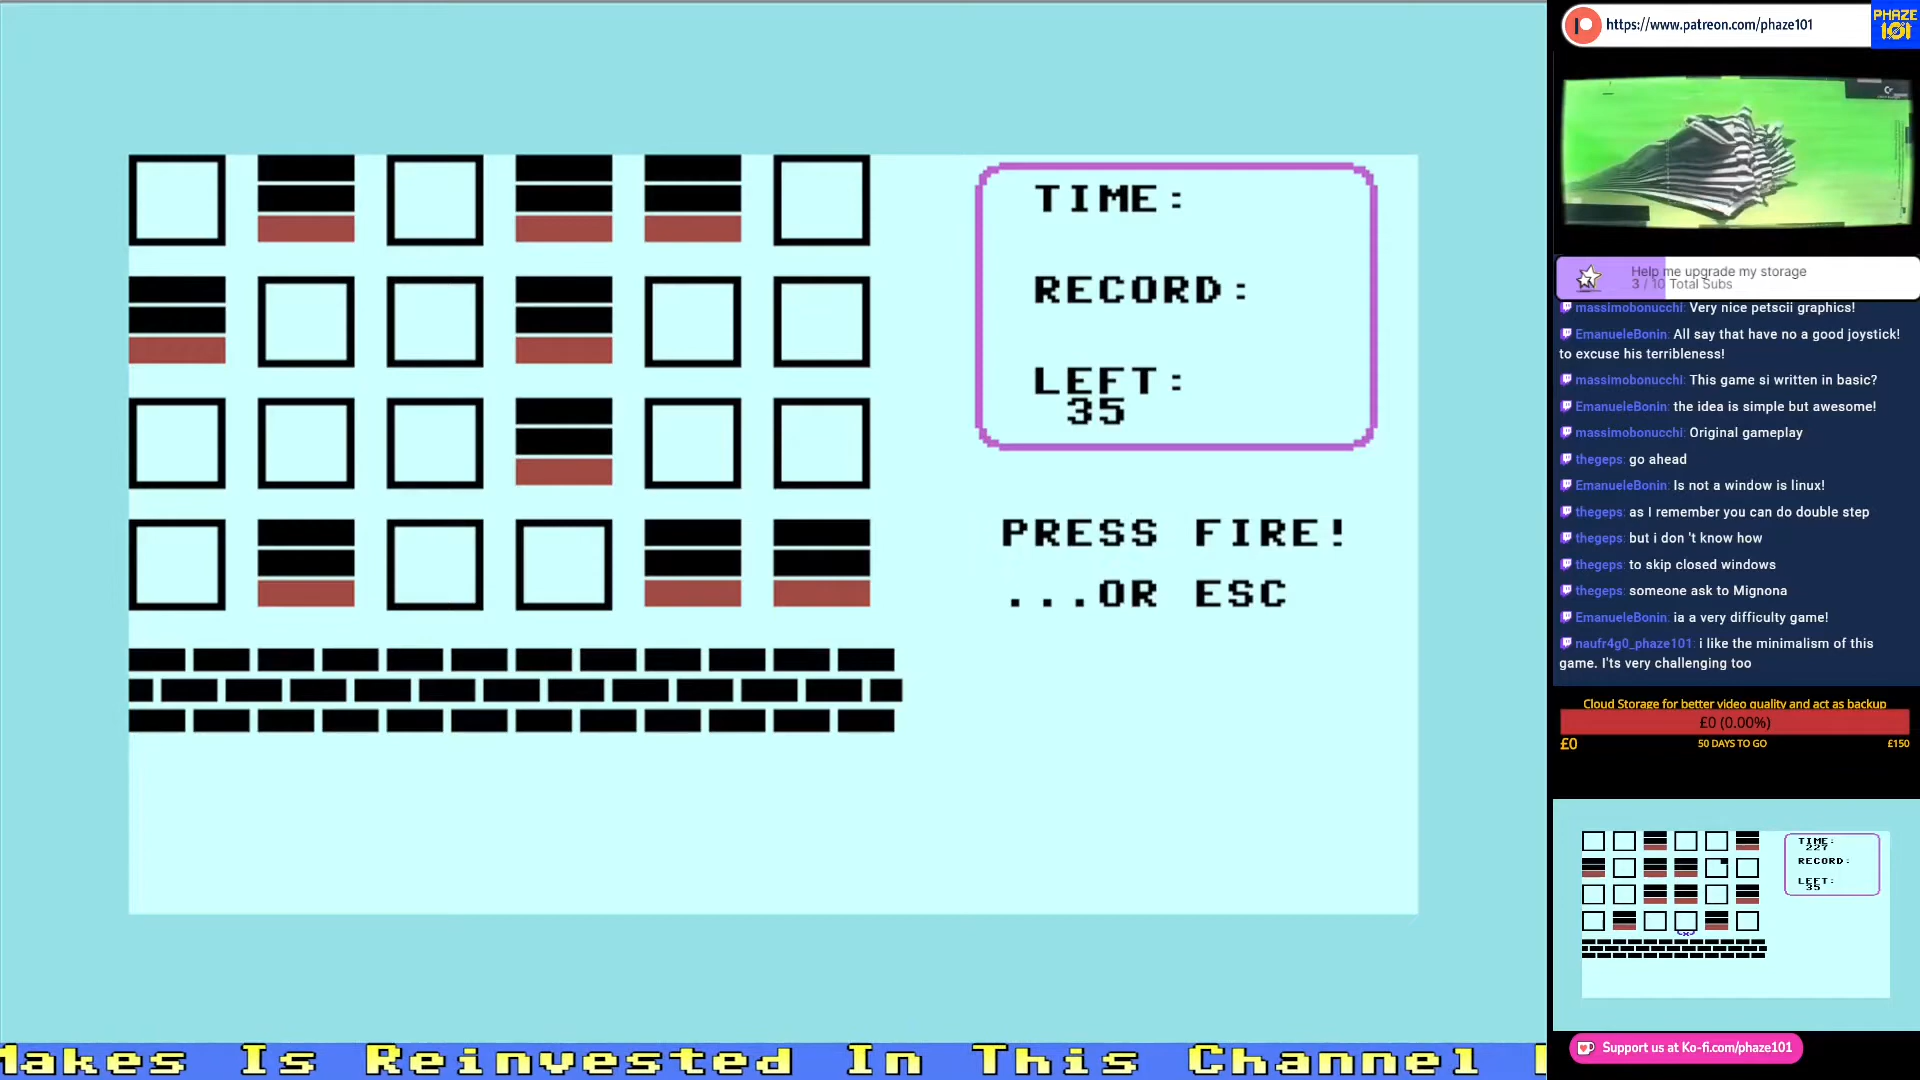 TIME:
RECORD:
LEFT:
35
PRESS FIRE!
...OR ESC
Makes Is Reinvested In This Channel
https://www.patreon.com/phaze101
PHAZE
101
Help me upgrade my storage
3 / 10 Total Subs
massimobonucchi: Very nice petscii graphics!
EmanueleBonin: All say that have no a good joystick!
to excuse his terribleness!
massimobonucchi: This game si written in basic?
EmanueleBonin: the idea is simple but awesome!
massimobonucchi: Original gameplay
thegeps: go ahead
EmanueleBonin: Is not a window is linux!
thegeps: as I remember you can do double step
thegeps: but i don 't know how
thegeps: to skip closed windows
thegeps: someone ask to Mignona
EmanueleBonin: ia a very difficulty game!
naufr4g0_phaze101: i like the minimalism of this
game. I'ts very challenging too
Cloud Storage for better video quality and act as backup
£0 (0.00%)
£0 50 DAYS TO GO £150
TIME:
227
RECORD:
LEFT:
35
Support us at Ko-fi.com/phaze101